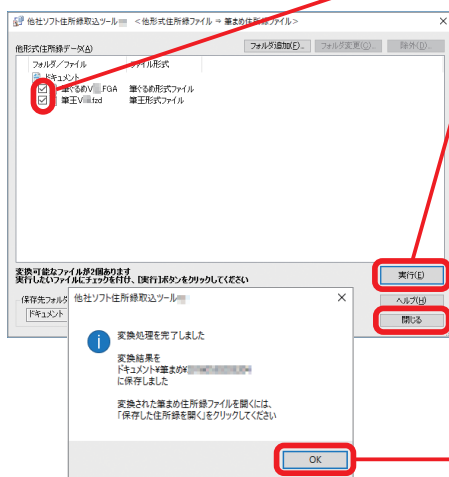 他社ソフト住所録取込ツール <他形式住所録ファイル ⇒ 筆まめ住所録ファイル>
他形式住所録データ(A)
フォルダ追加(F)... フォルダ変更(C)... 除外(D)...
フォルダ/ファイル ファイル形式
ドキュメント
筆ぐるめV .FGA 筆ぐるめ形式ファイル
筆王V .fzd 筆王形式ファイル
変換可能なファイルが2個あります
実行したいファイルにチェックを付け、[実行]ボタンをクリックしてください
実行(E)
保存先フォルダ
ドキュメント
ヘルプ(H)
閉じる
他社ソフト住所録取込ツール
変換処理を完了しました
変換結果を
ドキュメント¥筆まめ¥
に保存しました
変換された筆まめ住所録ファイルを開くには、
「保存した住所録を開く」をクリックしてください
OK